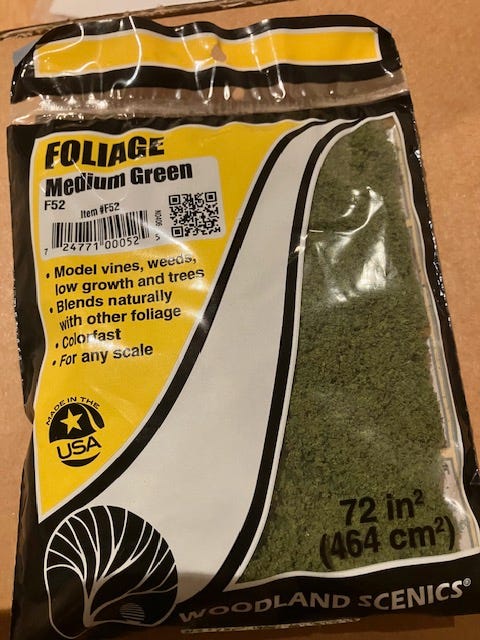 FOLIAGE
Medium Green
F52
Item #F52
7 24771 00052 5
• Model vines, weeds,
low growth and trees
• Blends naturally
with other foliage
• Colorfast
• For any scale
MADE IN THE
USA
72 in²
(464 cm²)
WOODLAND SCENICS®